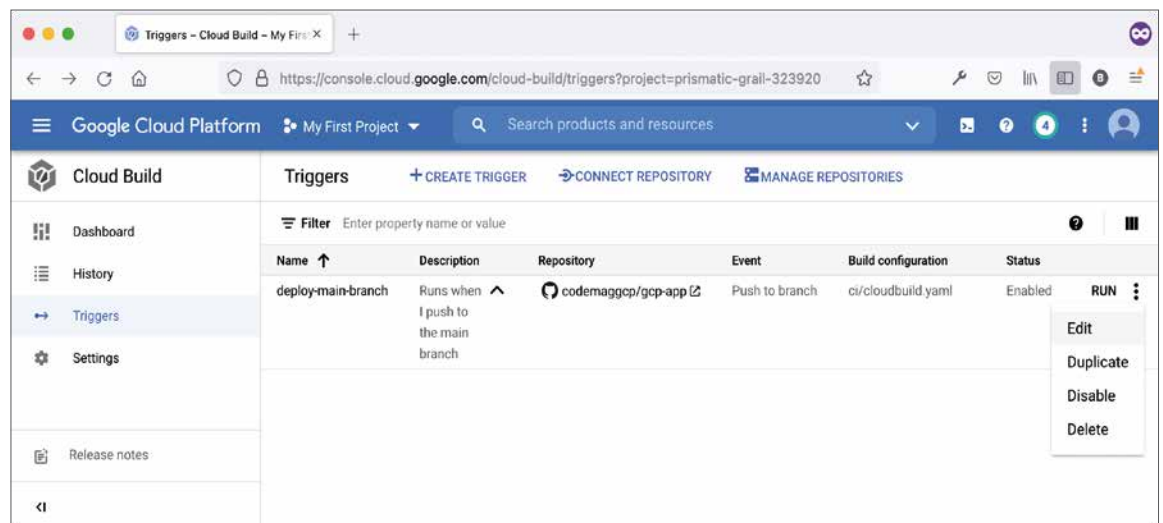 Triggers – Cloud Build – My Firs
https://console.cloud.google.com/cloud-build/triggers?project=prismatic-grail-323920
Google Cloud Platform
My First Project
Search products and resources
4
Cloud Build
Triggers
CREATE TRIGGER
CONNECT REPOSITORY
MANAGE REPOSITORIES
Dashboard
History
Triggers
Settings
Release notes
Filter Enter property name or value
Name Description Repository Event Build configuration Status
deploy-main-branch Runs when codemaggcp/gcp-app Push to branch ci/cloudbuild.yaml Enabled RUN
I push to
the main
branch
Edit
Duplicate
Disable
Delete